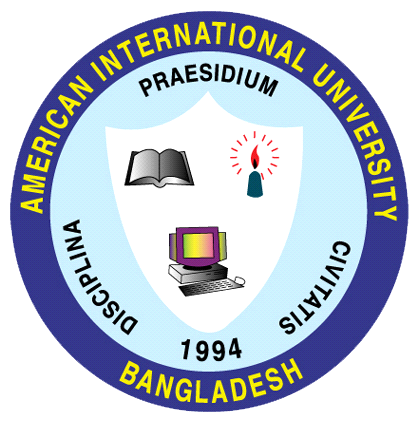 AMERICAN INTERNATIONAL UNIVERSITY
PRAESIDIUM
DISCIPLINA
CIVITATIS
1994
BANGLADESH